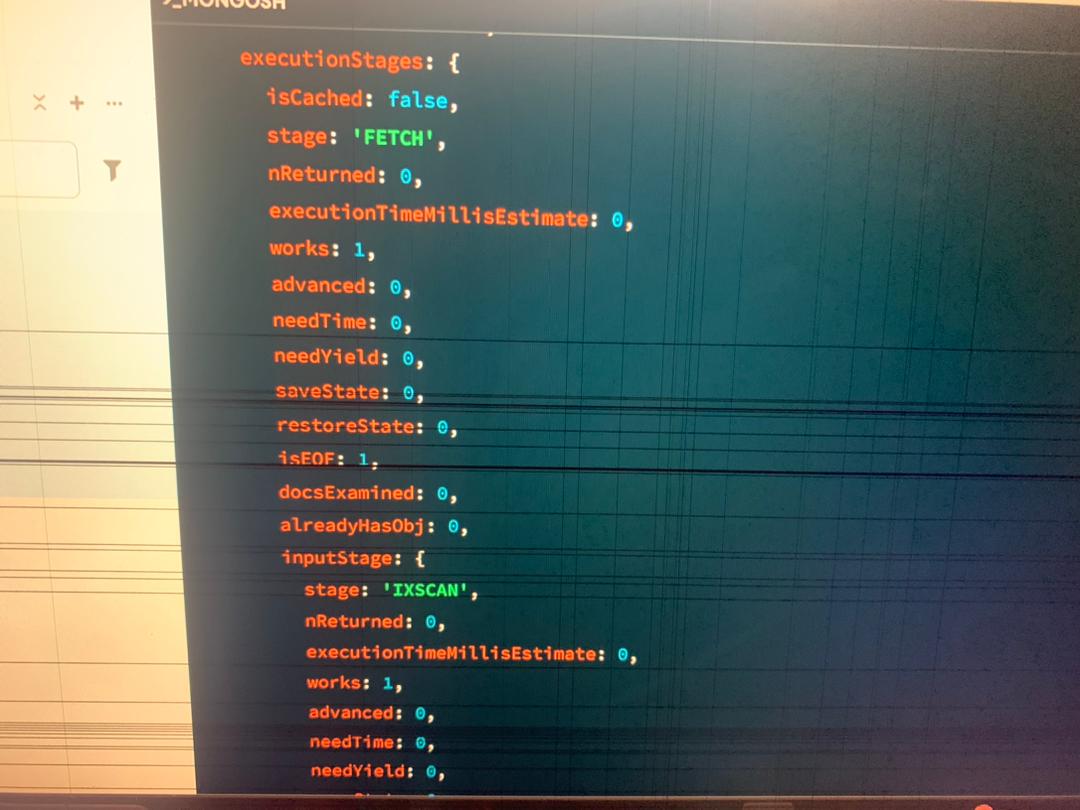 >_MONGOSH
executionStages: {
isCached: false,
stage: 'FETCH',
nReturned: 0,
executionTimeMillisEstimate: 0,
works: 1,
advanced: 0,
needTime: 0,
needYield: 0,
saveState: 0,
restoreState: 0,
isEOF: 1,
docsExamined: 0,
alreadyHasObj: 0,
inputStage: {
stage: 'IXSCAN',
nReturned: 0,
executionTimeMillisEstimate: 0,
works: 1,
advanced: 0,
needTime: 0,
needYield: 0,